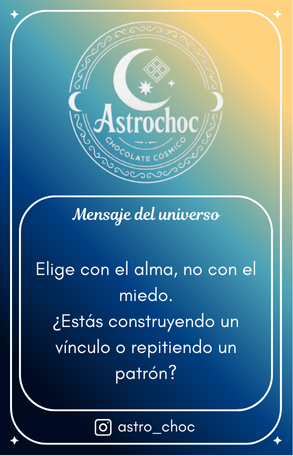 Astrochoc
CHOCOLATE CÓSMICO
Mensaje del universo
Elige con el alma, no con el
miedo.
¿Estás construyendo un
vínculo o repitiendo un
patrón?
astro_choc